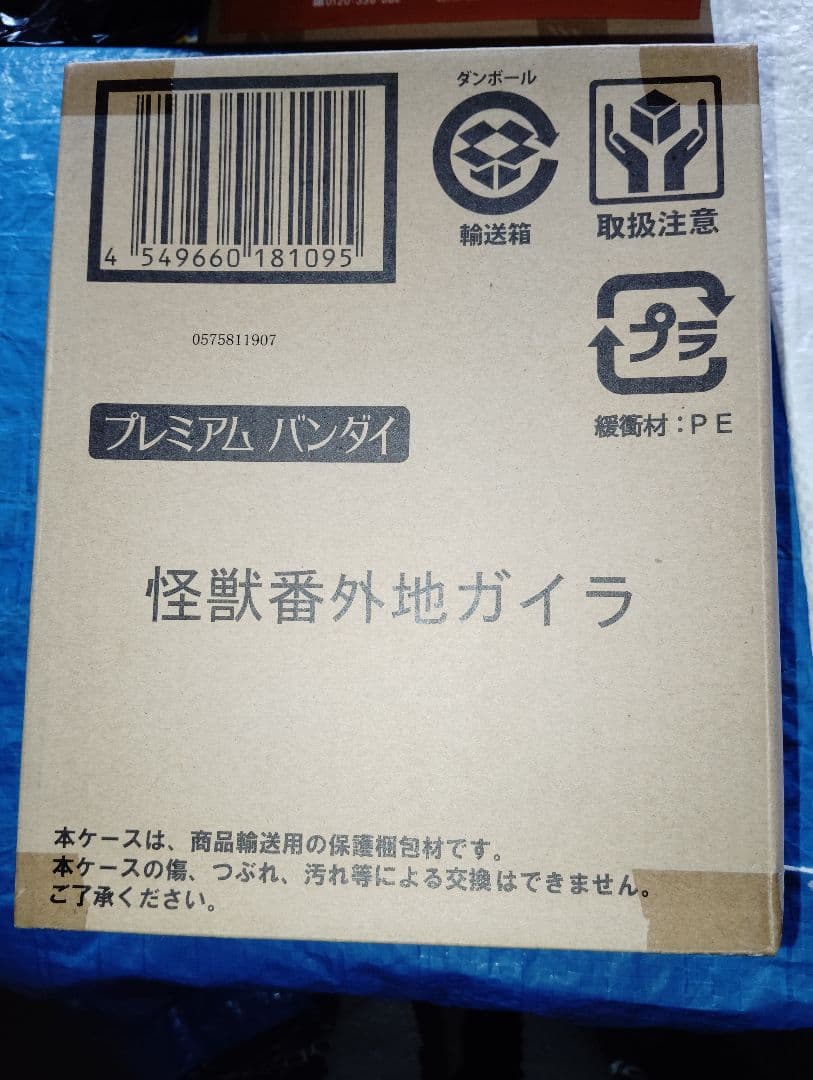 ダンボール
輸送箱
取扱注意
4 549660 181095
0575811907
プラ
緩衝材：PE
プレミアム バンダイ
怪獣番外地ガイラ
本ケースは、商品輸送用の保護梱包材です。
本ケースの傷、つぶれ、汚れ等による交換はできません。
ご了承ください。